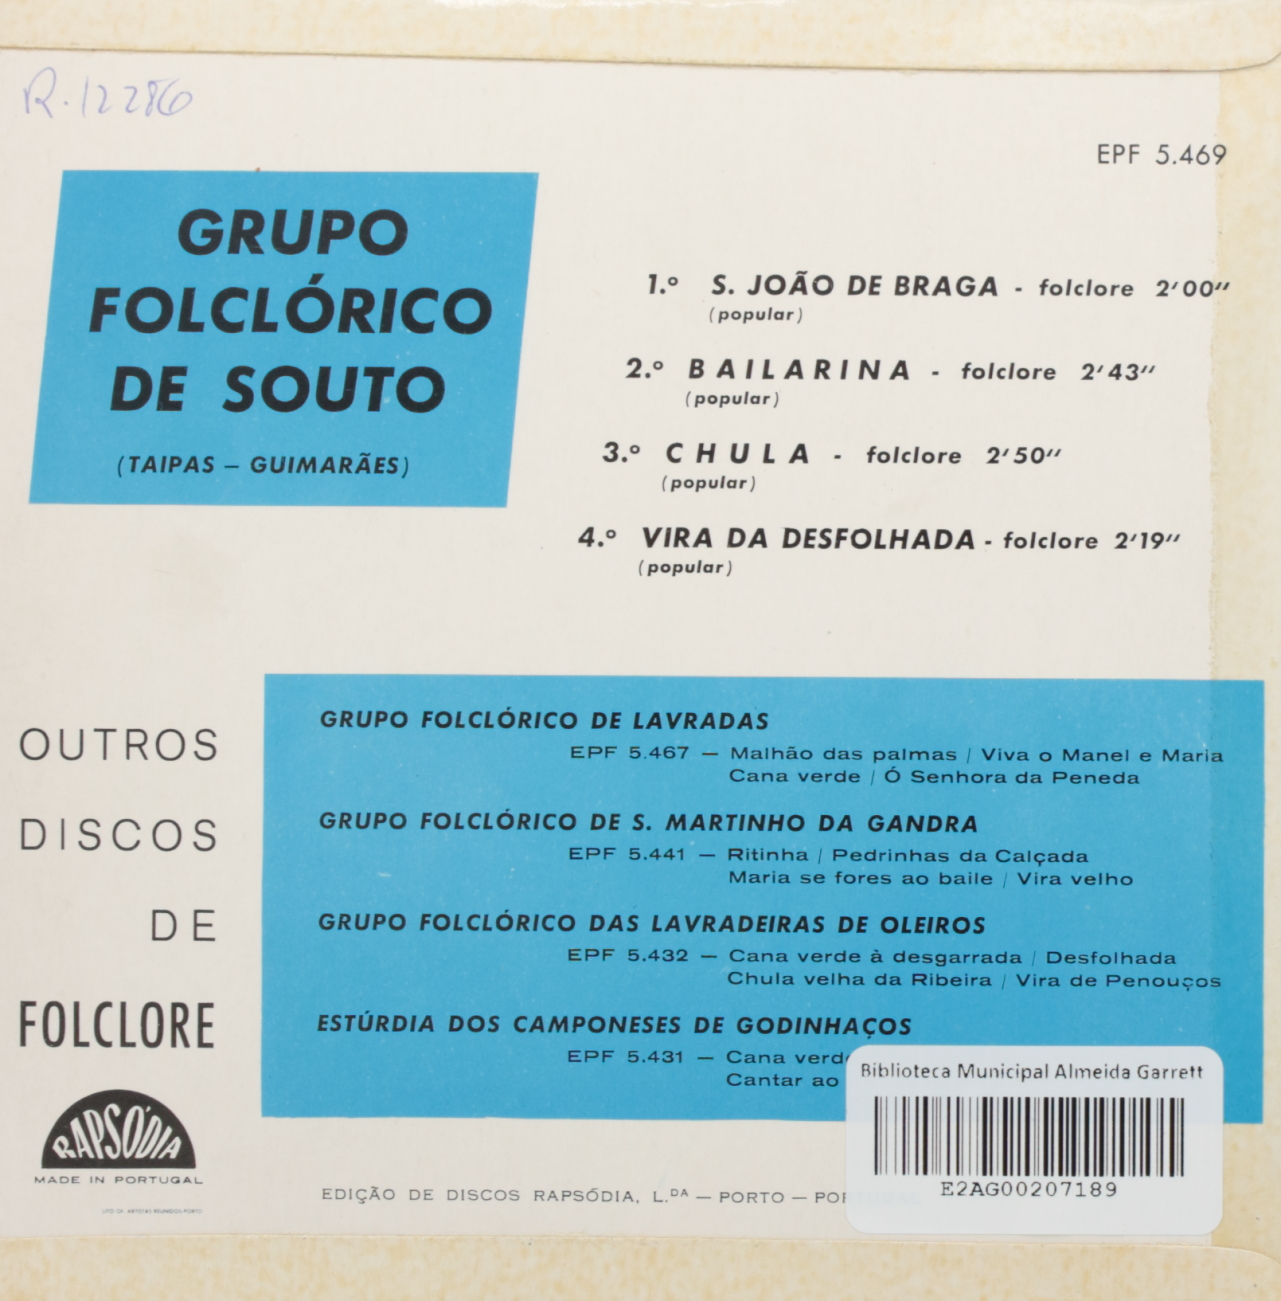 R. 12286
EPF 5.469
GRUPO
FOLCLÓRICO
DE SOUTO
(TAIPAS – GUIMARÃES)
1.º S. JOÃO DE BRAGA - folclore 2'00"
(popular)
2.º BAILARINA - folclore 2'43"
(popular)
3.º CHULA - folclore 2'50"
(popular)
4.º VIRA DA DESFOLHADA - folclore 2'19"
(popular)
OUTROS
DISCOS
DE
FOLCLORE
GRUPO FOLCLÓRICO DE LAVRADAS
EPF 5.467 — Malhão das palmas / Viva o Manel e Maria
Cana verde / Ó Senhora da Peneda
GRUPO FOLCLÓRICO DE S. MARTINHO DA GANDRA
EPF 5.441 — Ritinha / Pedrinhas da Calçada
Maria se fores ao baile / Vira velho
GRUPO FOLCLÓRICO DAS LAVRADEIRAS DE OLEIROS
EPF 5.432 — Cana verde à desgarrada / Desfolhada
Chula velha da Ribeira / Vira de Penouços
ESTÚRDIA DOS CAMPONESES DE GODINHAÇOS
EPF 5.431 — Cana verde
Cantar ao
RAPSÓDIA
MADE IN PORTUGAL
EDIÇÃO DE DISCOS RAPSÓDIA, L.DA — PORTO — PORTUGAL
Biblioteca Municipal Almeida Garrett
E2AG00207189